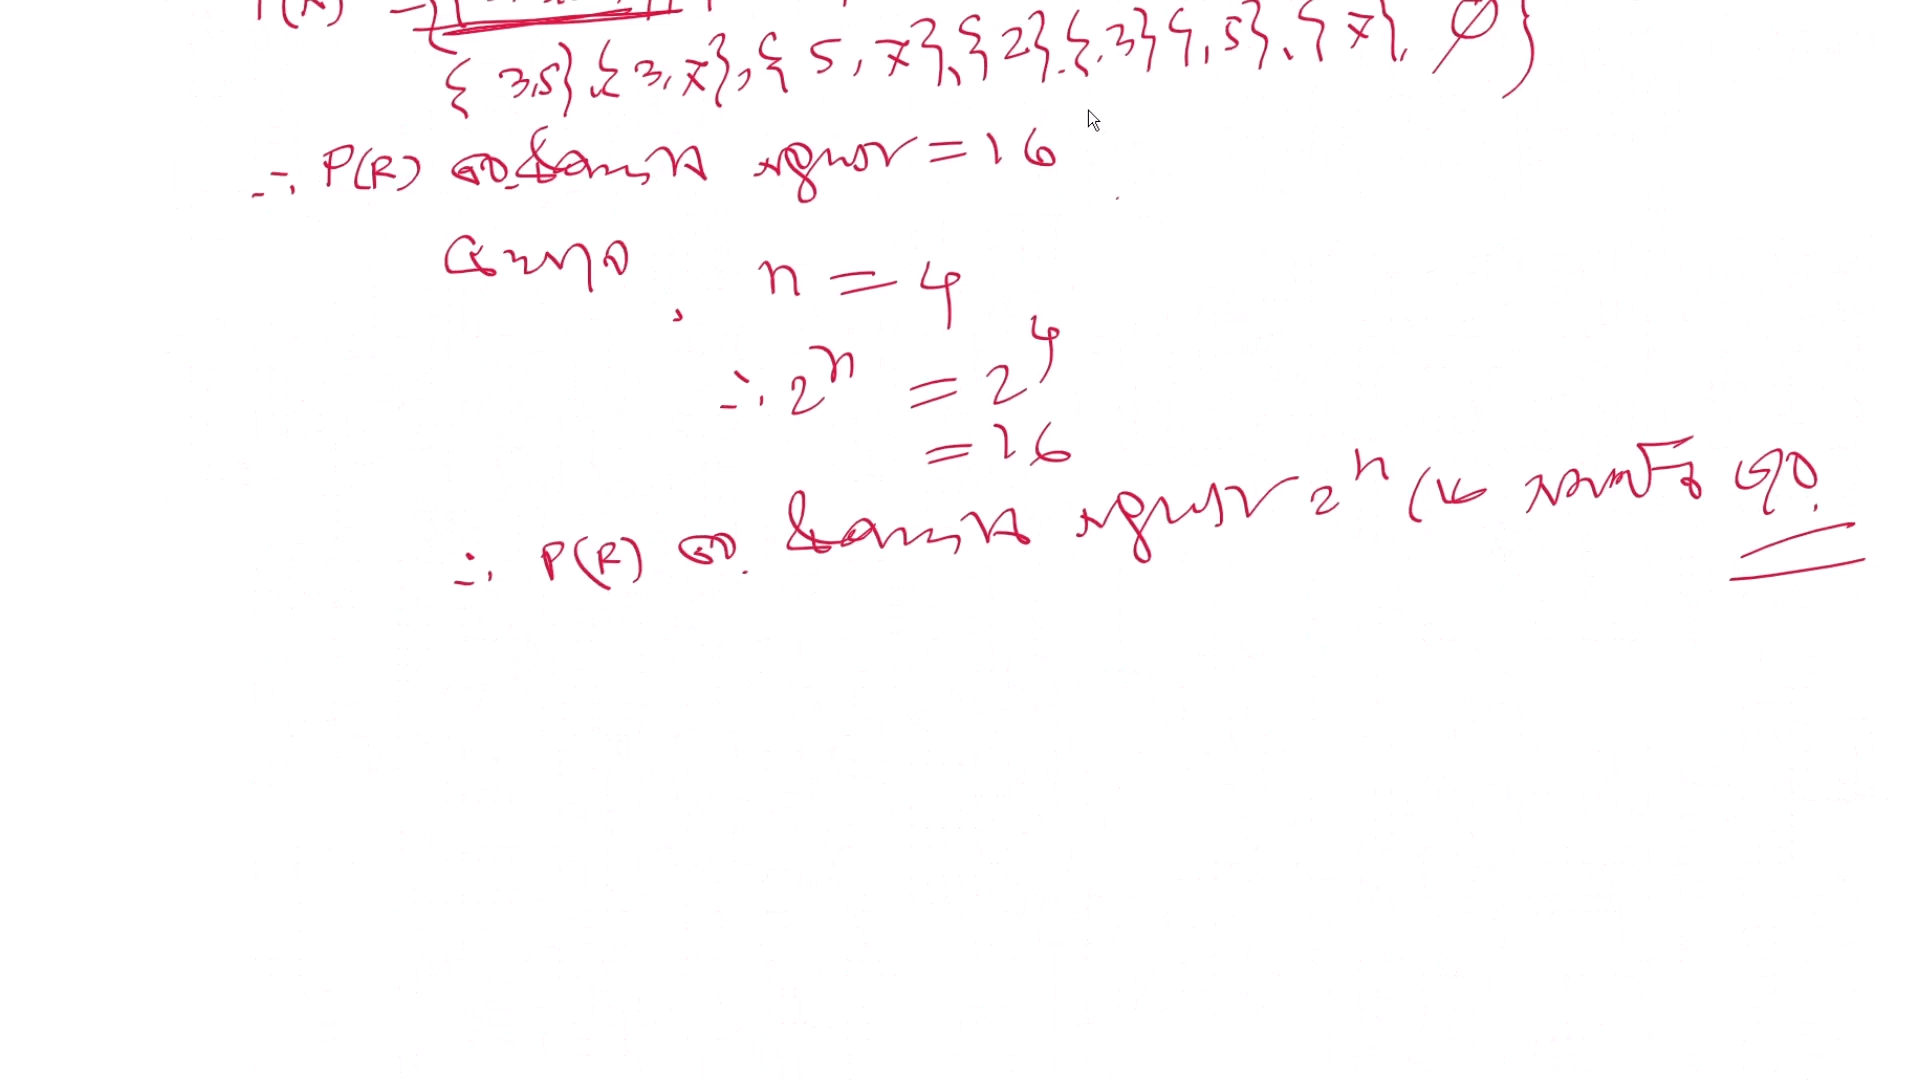 P(R) = {
{3,5}, {3, 7}, {5, 7}, {2}, {3} {5}, {7}, ∅}
∴ P(R) এর উপাদান সংখ্যা = 16
এখানে, n = 4
∴ 2ⁿ = 2⁴
= 16
∴ P(R) এর উপাদান সংখ্যা 2ⁿ কে সমর্থন করে.